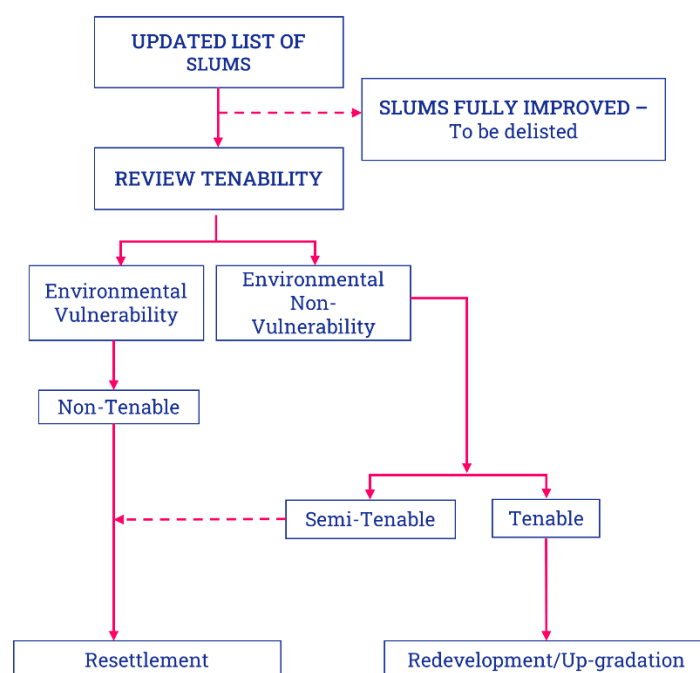 UPDATED LIST OF
SLUMS
SLUMS FULLY IMPROVED –
To be delisted
REVIEW TENABILITY
Environmental
Vulnerability
Environmental
Non-
Vulnerability
Non-Tenable
Semi-Tenable
Tenable
Resettlement
Redevelopment/Up-gradation